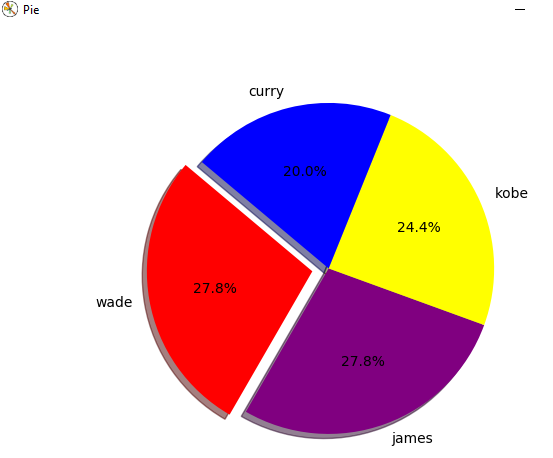 Pie
curry
20.0%
kobe
24.4%
27.8%
wade
27.8%
james